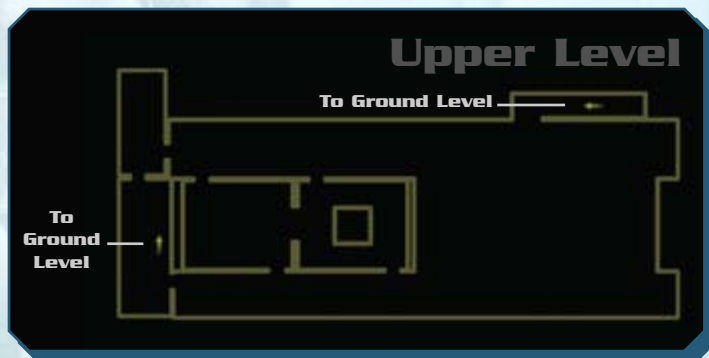 Upper Level
To Ground Level
To
Ground
Level